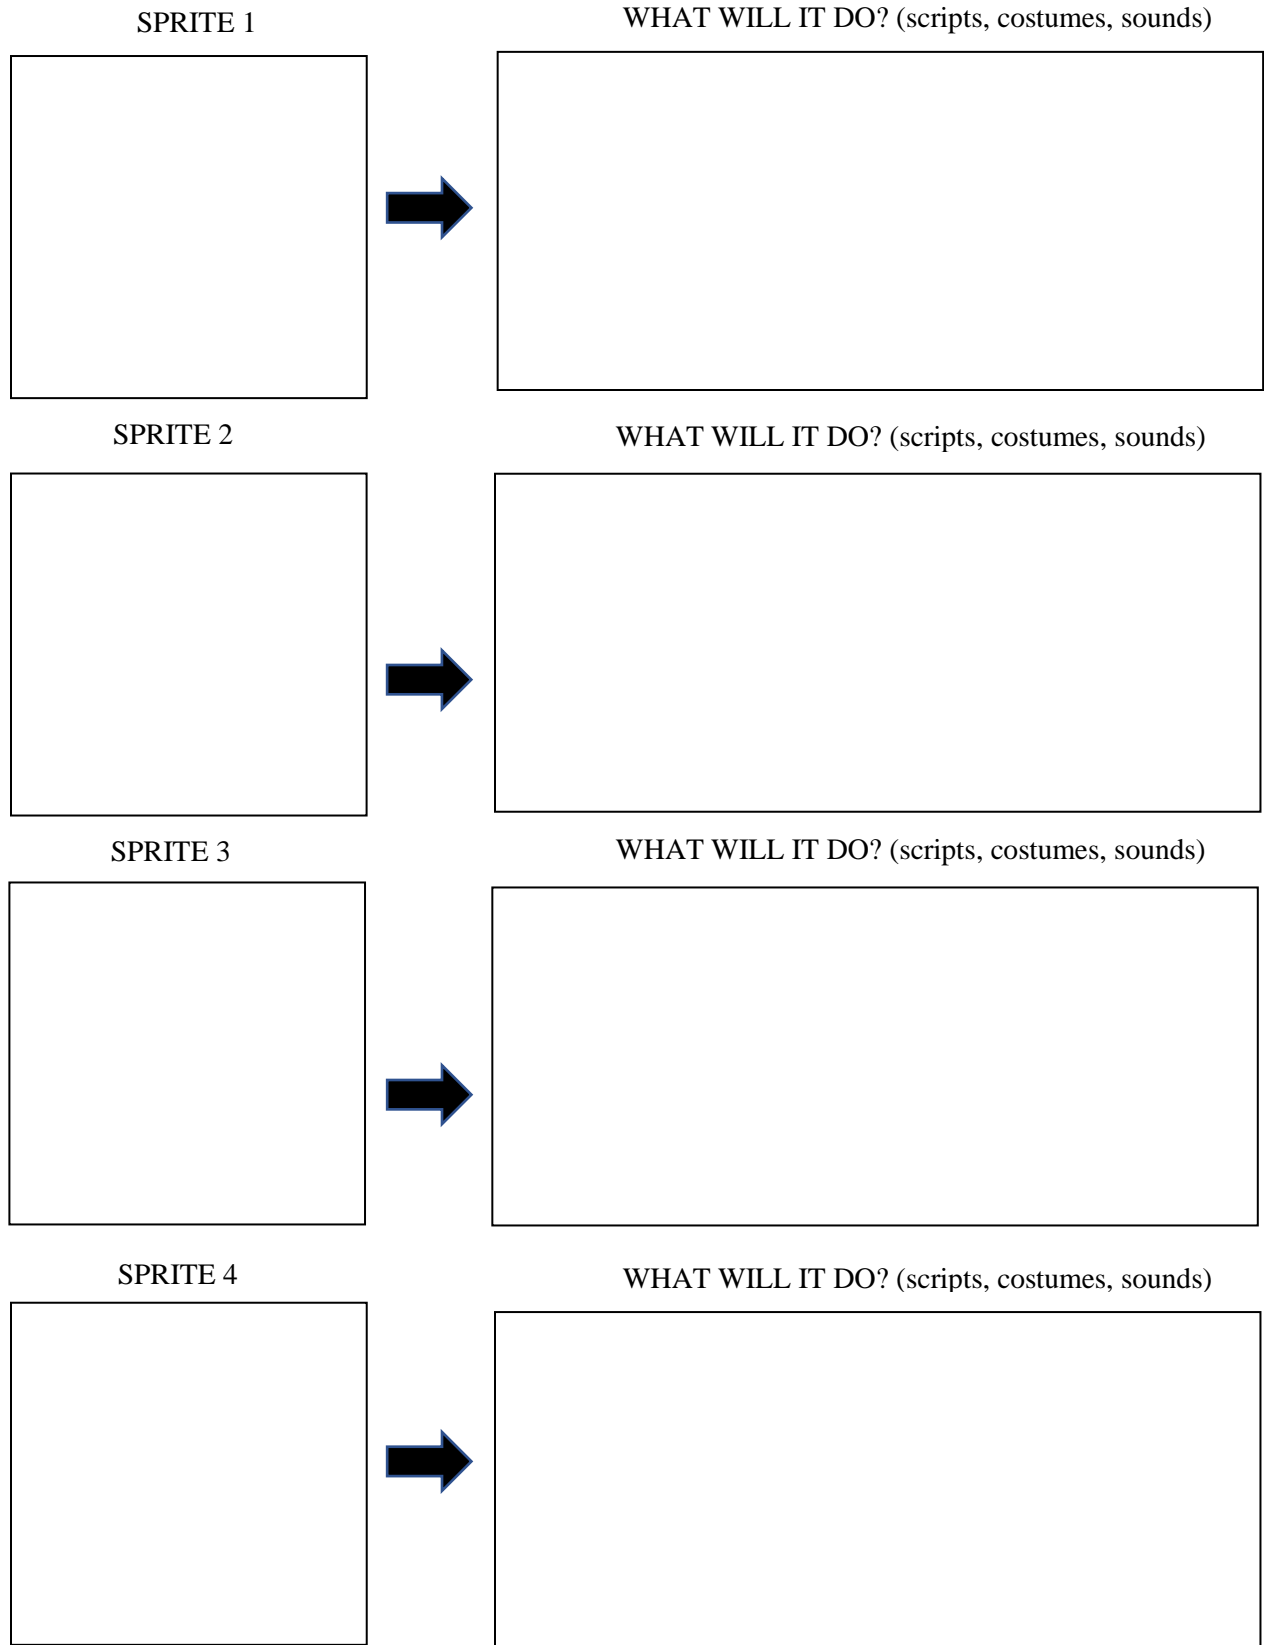 SPRITE 1
WHAT WILL IT DO? (scripts, costumes, sounds)
SPRITE 2
WHAT WILL IT DO? (scripts, costumes, sounds)
SPRITE 3
WHAT WILL IT DO? (scripts, costumes, sounds)
SPRITE 4
WHAT WILL IT DO? (scripts, costumes, sounds)